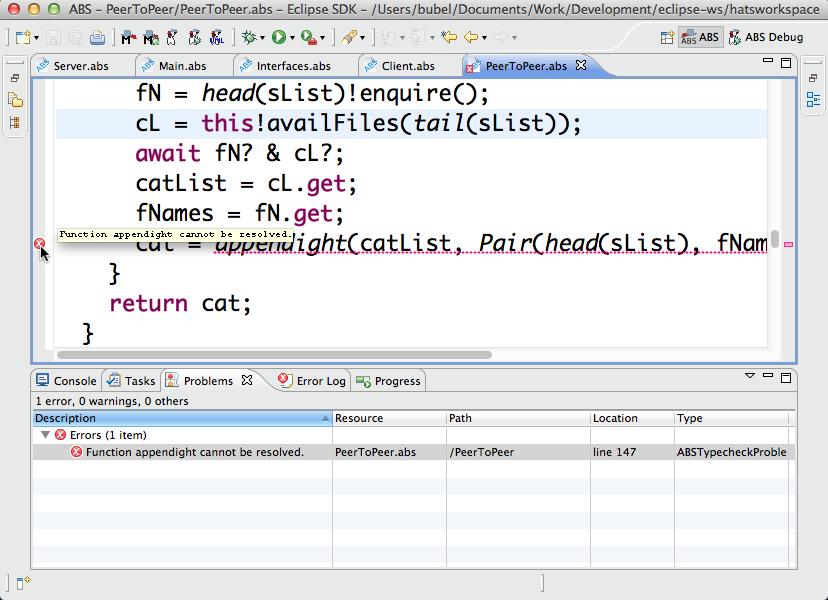 ABS - PeerToPeer/PeerToPeer.abs - Eclipse SDK - /Users/bubel/Documents/Work/Development/eclipse-ws/hatsworkspace
ABS ABS Debug
Server.abs Main.abs Interfaces.abs Client.abs PeerToPeer.abs
fN = head(sList)!enquire();
cL = this!availFiles(tail(sList));
await fN? & cL?;
catList = cL.get;
fNames = fN.get;
Function appendight cannot be resolved.
cat = appendight(catList, Pair(head(sList), fNam
}
return cat;
}
Console Tasks Problems Error Log Progress
1 error, 0 warnings, 0 others
Description Resource Path Location Type
Errors (1 item)
Function appendight cannot be resolved. PeerToPeer.abs /PeerToPeer line 147 ABSTypecheckProble